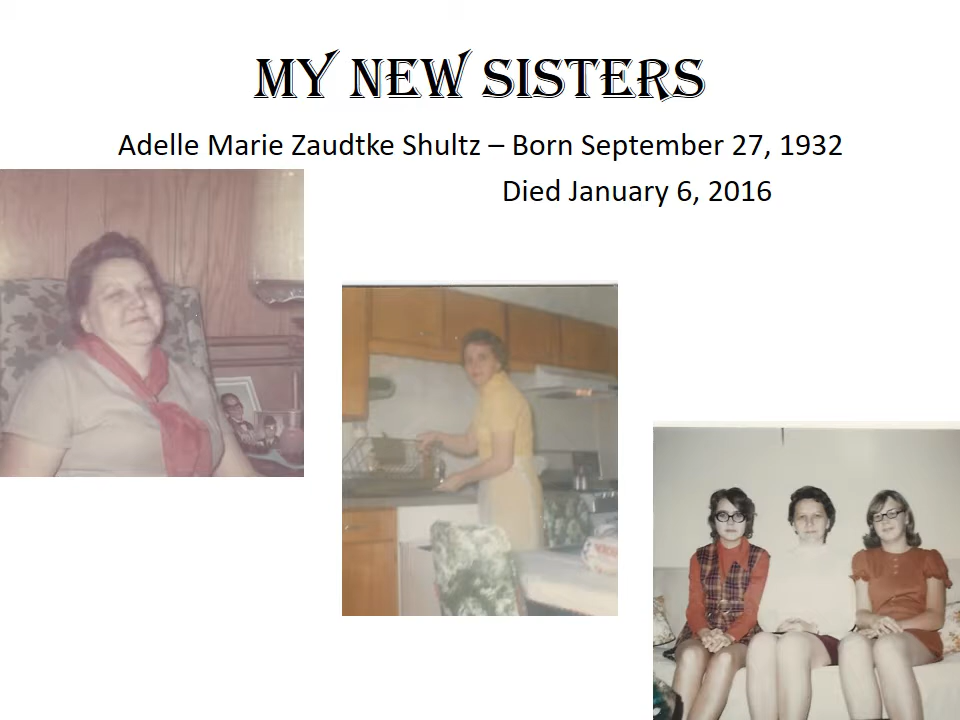 MY NEW SISTERS
Adelle Marie Zaudtke Shultz – Born September 27, 1932
Died January 6, 2016